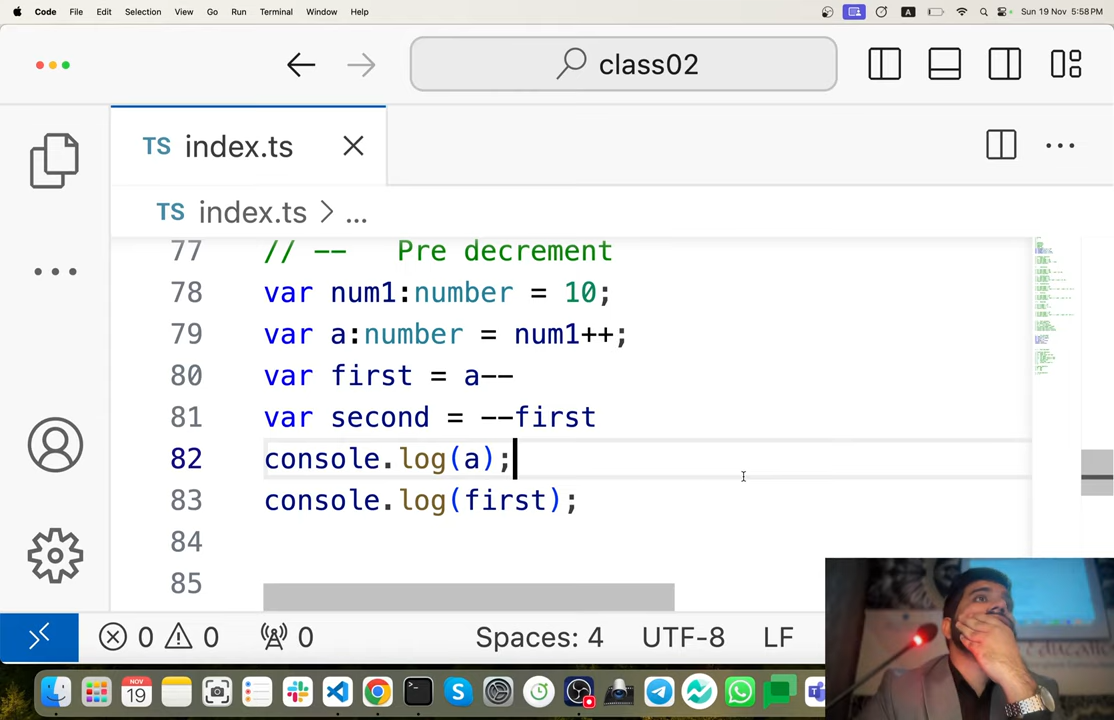 Code File Edit Selection View Go Run Terminal Window Help A Sun 19 Nov 5:58 PM
class02
TS index.ts
TS index.ts > ...
77 // -- Pre decrement
78 var num1:number = 10;
79 var a:number = num1++;
80 var first = a--
81 var second = --first
82 console.log(a);
83 console.log(first);
84
85
0 0 0 Spaces: 4 UTF-8 LF
NOV
19